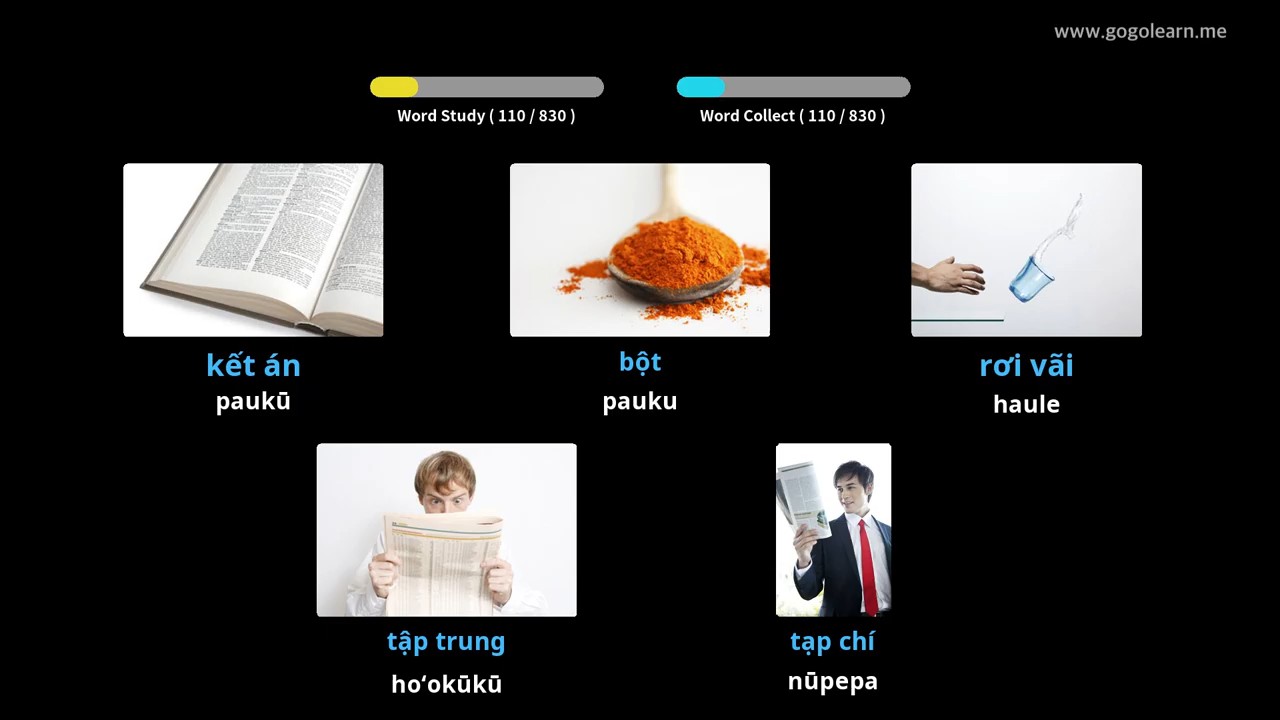 www.gogolearn.me
Word Study ( 110 / 830 )
Word Collect ( 110 / 830 )
kết án
paukū
bột
pauku
rơi vãi
haule
tập trung
hoʻokūkū
tạp chí
nūpepa